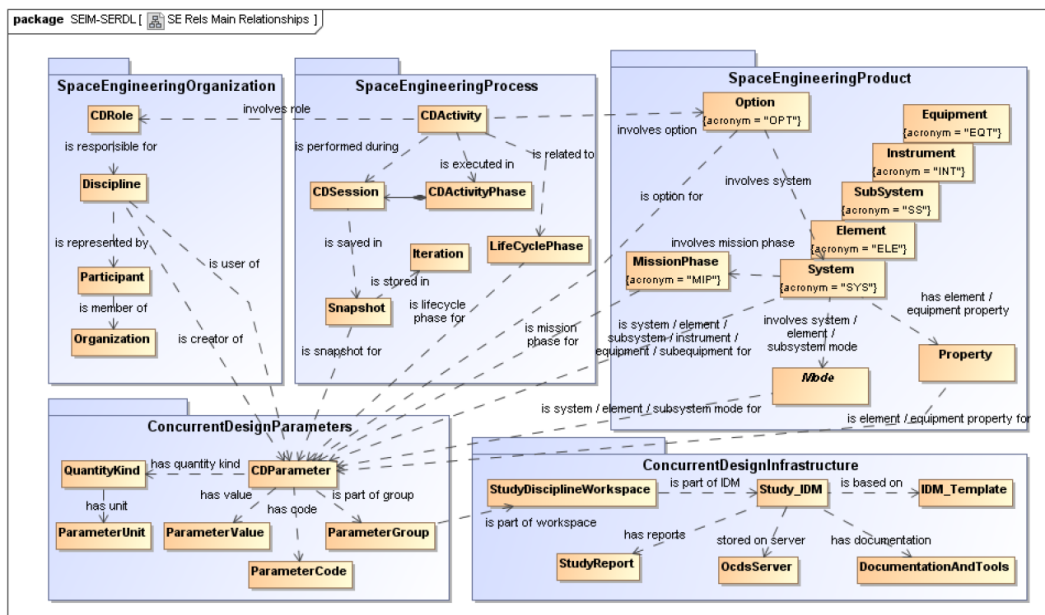 package SEIM-SERDL [ SE Rels Main Relationships ]
SpaceEngineeringOrganization
CDRole
is responsible for
Discipline
is represented by
Participant
is member of
Organization
is user of
is creator of
involves role
SpaceEngineeringProcess
CDActivity
is performed during
is executed in
is related to
CDSession
CDActivityPhase
is saved in
Iteration
LifeCyclePhase
is stored in
Snapshot
is lifecycle
phase for
is snapshot for
SpaceEngineeringProduct
Option
{acronym = "OPT"}
involves option
Equipment
{acronym = "EQT"}
Instrument
{acronym = "INT"}
SubSystem
{acronym = "SS"}
Element
{acronym = "ELE"}
System
{acronym = "SYS"}
involves system
is option for
involves mission phase
MissionPhase
{acronym = "MIP"}
has element /
equipment property
is mission
phase for
is system / element /
subsystem / instrument /
equipment / subequipment for
involves system /
element /
subsystem mode
Mode
Property
is system / element / subsystem mode for
is element / equipment property for
ConcurrentDesignParameters
QuantityKind
has quantity kind
CDParameter
has unit
has value
has code
is part of group
ParameterUnit
ParameterValue
ParameterGroup
ParameterCode
is part of workspace
ConcurrentDesignInfrastructure
StudyDisciplineWorkspace
is part of IDM
Study_IDM
is based on
IDM_Template
has reports
stored on server
has documentation
StudyReport
OcdsServer
DocumentationAndTools